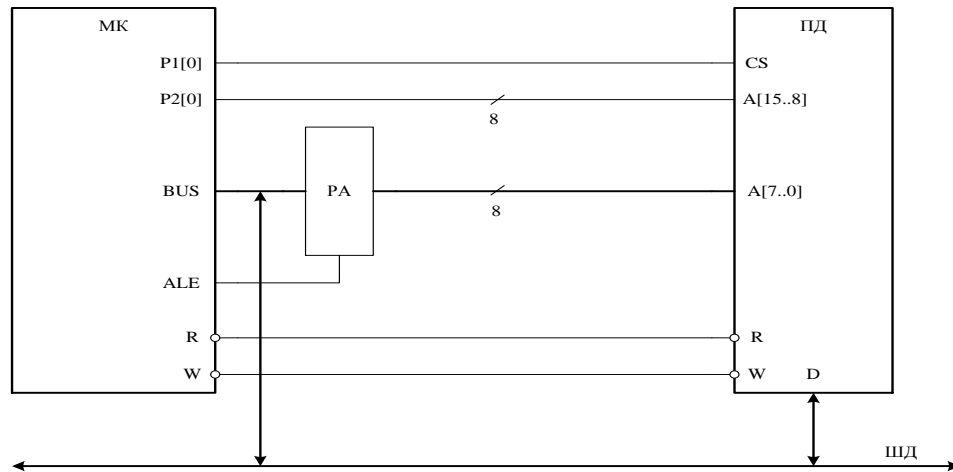 МК
ПД
P1[0]
CS
P2[0]
A[15..8]
8
BUS
РА
A[7..0]
8
ALE
R
R
W
W
D
ШД